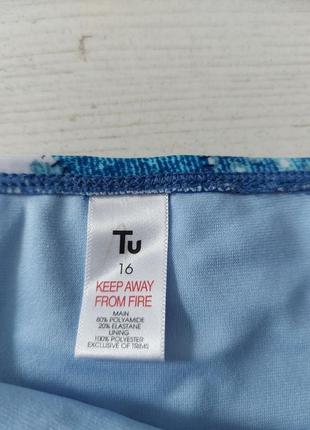 Tu
16
KEEP AWAY
FROM FIRE
MAIN
80% POLYAMIDE
20% ELASTANE
LINING
100% POLYESTER
EXCLUSIVE OF TRIMS